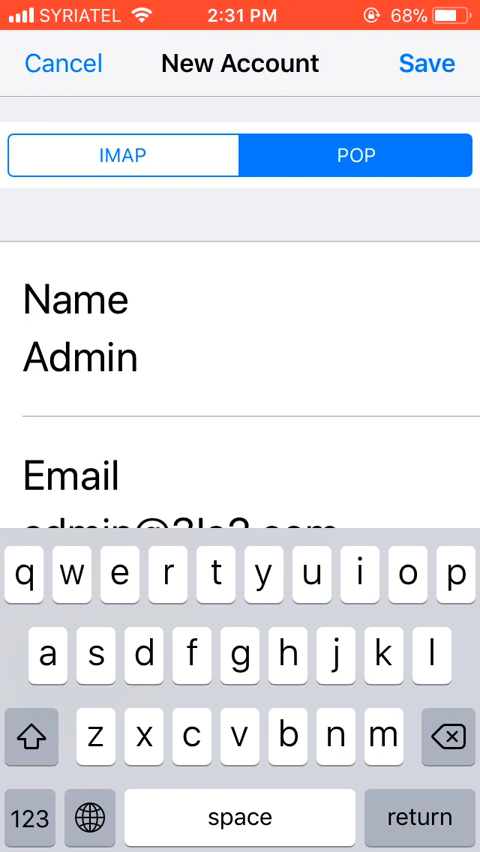 SYRIATEL 2:31 PM 68%
Cancel New Account Save
IMAP POP
Name
Admin
Email
q w e r t y u i o p
a s d f g h j k l
z x c v b n m
123 space return